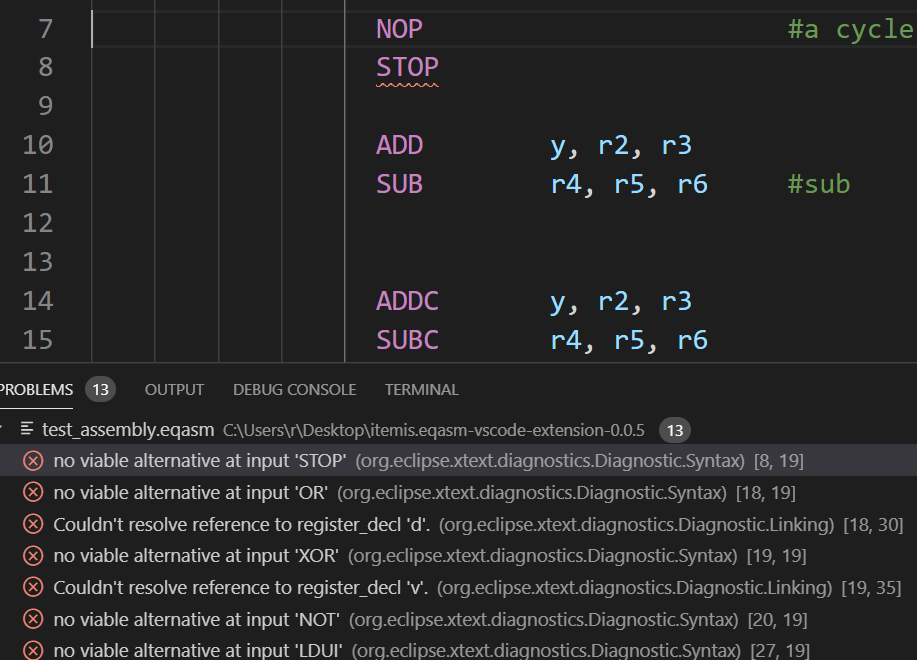 7 NOP #a cycle
8 STOP
9
10 ADD y, r2, r3
11 SUB r4, r5, r6 #sub
12
13
14 ADDC y, r2, r3
15 SUBC r4, r5, r6
PROBLEMS 13 OUTPUT DEBUG CONSOLE TERMINAL
test_assembly.eqasm C:\Users\r\Desktop\itemis.eqasm-vscode-extension-0.0.5 13
no viable alternative at input 'STOP' (org.eclipse.xtext.diagnostics.Diagnostic.Syntax) [8, 19]
no viable alternative at input 'OR' (org.eclipse.xtext.diagnostics.Diagnostic.Syntax) [18, 19]
Couldn't resolve reference to register_decl 'd'. (org.eclipse.xtext.diagnostics.Diagnostic.Linking) [18, 30]
no viable alternative at input 'XOR' (org.eclipse.xtext.diagnostics.Diagnostic.Syntax) [19, 19]
Couldn't resolve reference to register_decl 'v'. (org.eclipse.xtext.diagnostics.Diagnostic.Linking) [19, 35]
no viable alternative at input 'NOT' (org.eclipse.xtext.diagnostics.Diagnostic.Syntax) [20, 19]
no viable alternative at input 'LDUI' (org.eclipse.xtext.diagnostics.Diagnostic.Syntax) [27, 19]